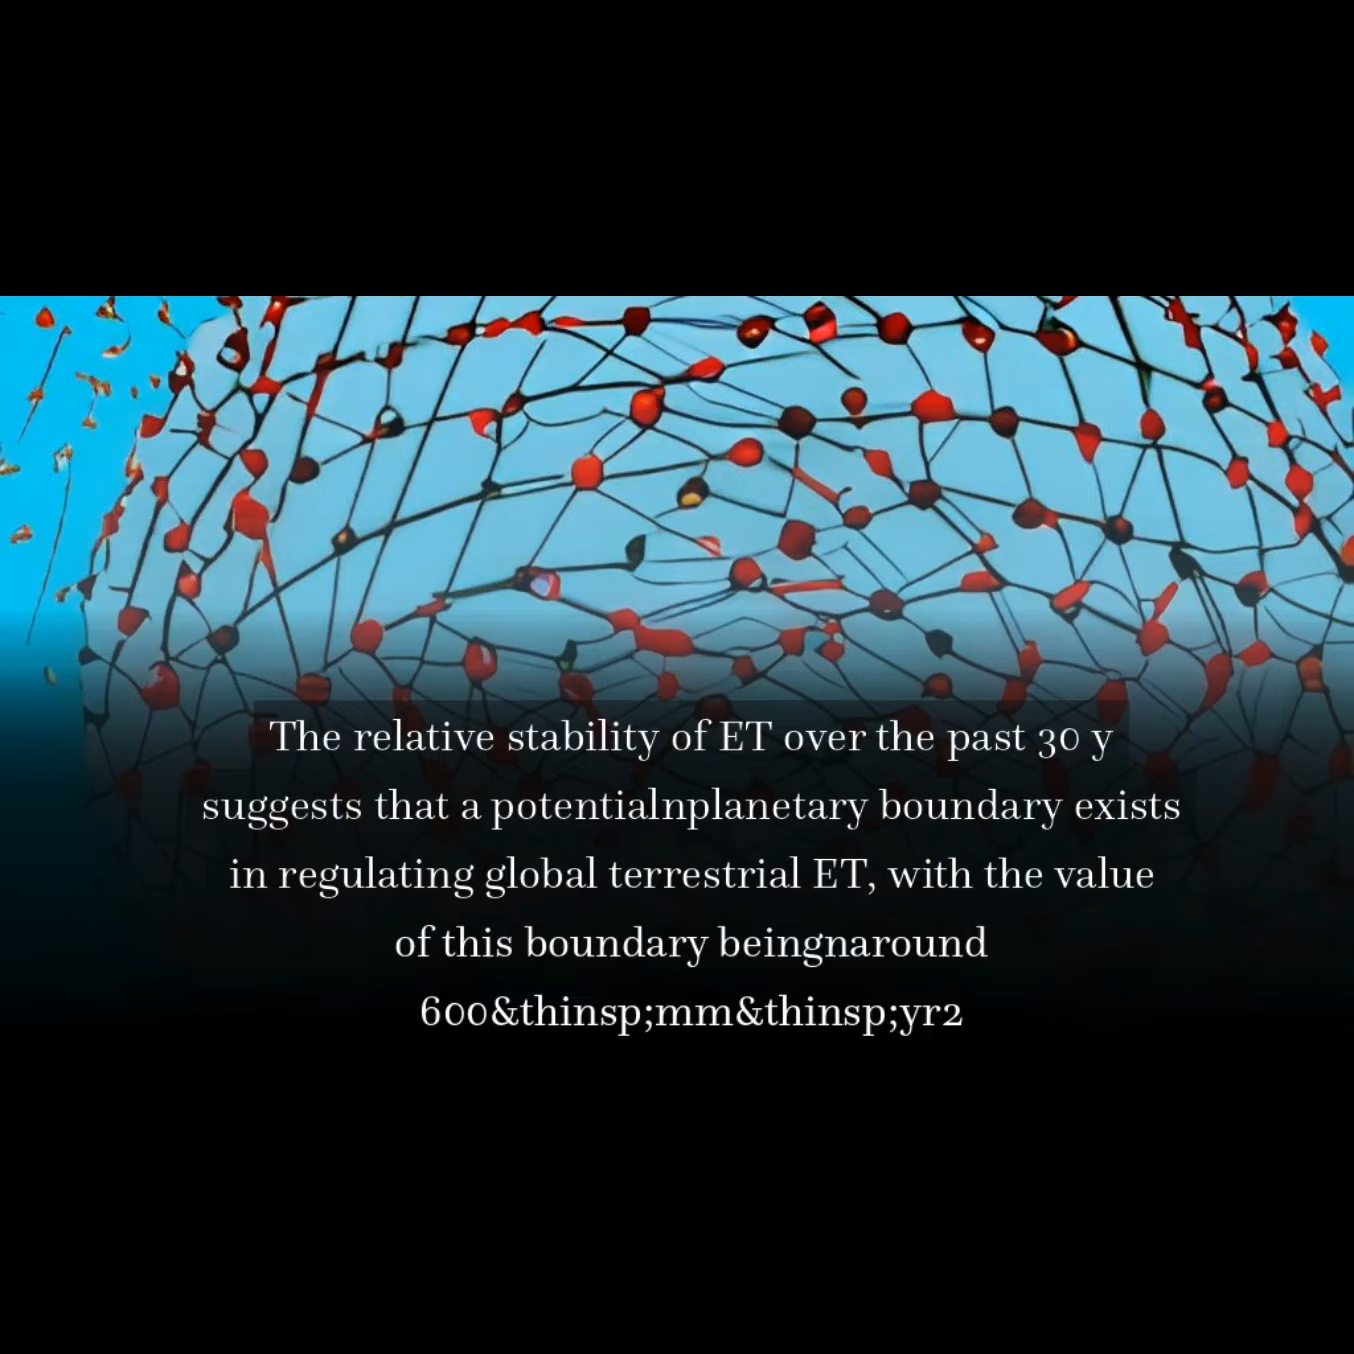 The relative stability of ET over the past 30 y
suggests that a potentialnplanetary boundary exists
in regulating global terrestrial ET, with the value
of this boundary beingnaround
600&thinsp;mm&thinsp;yr2